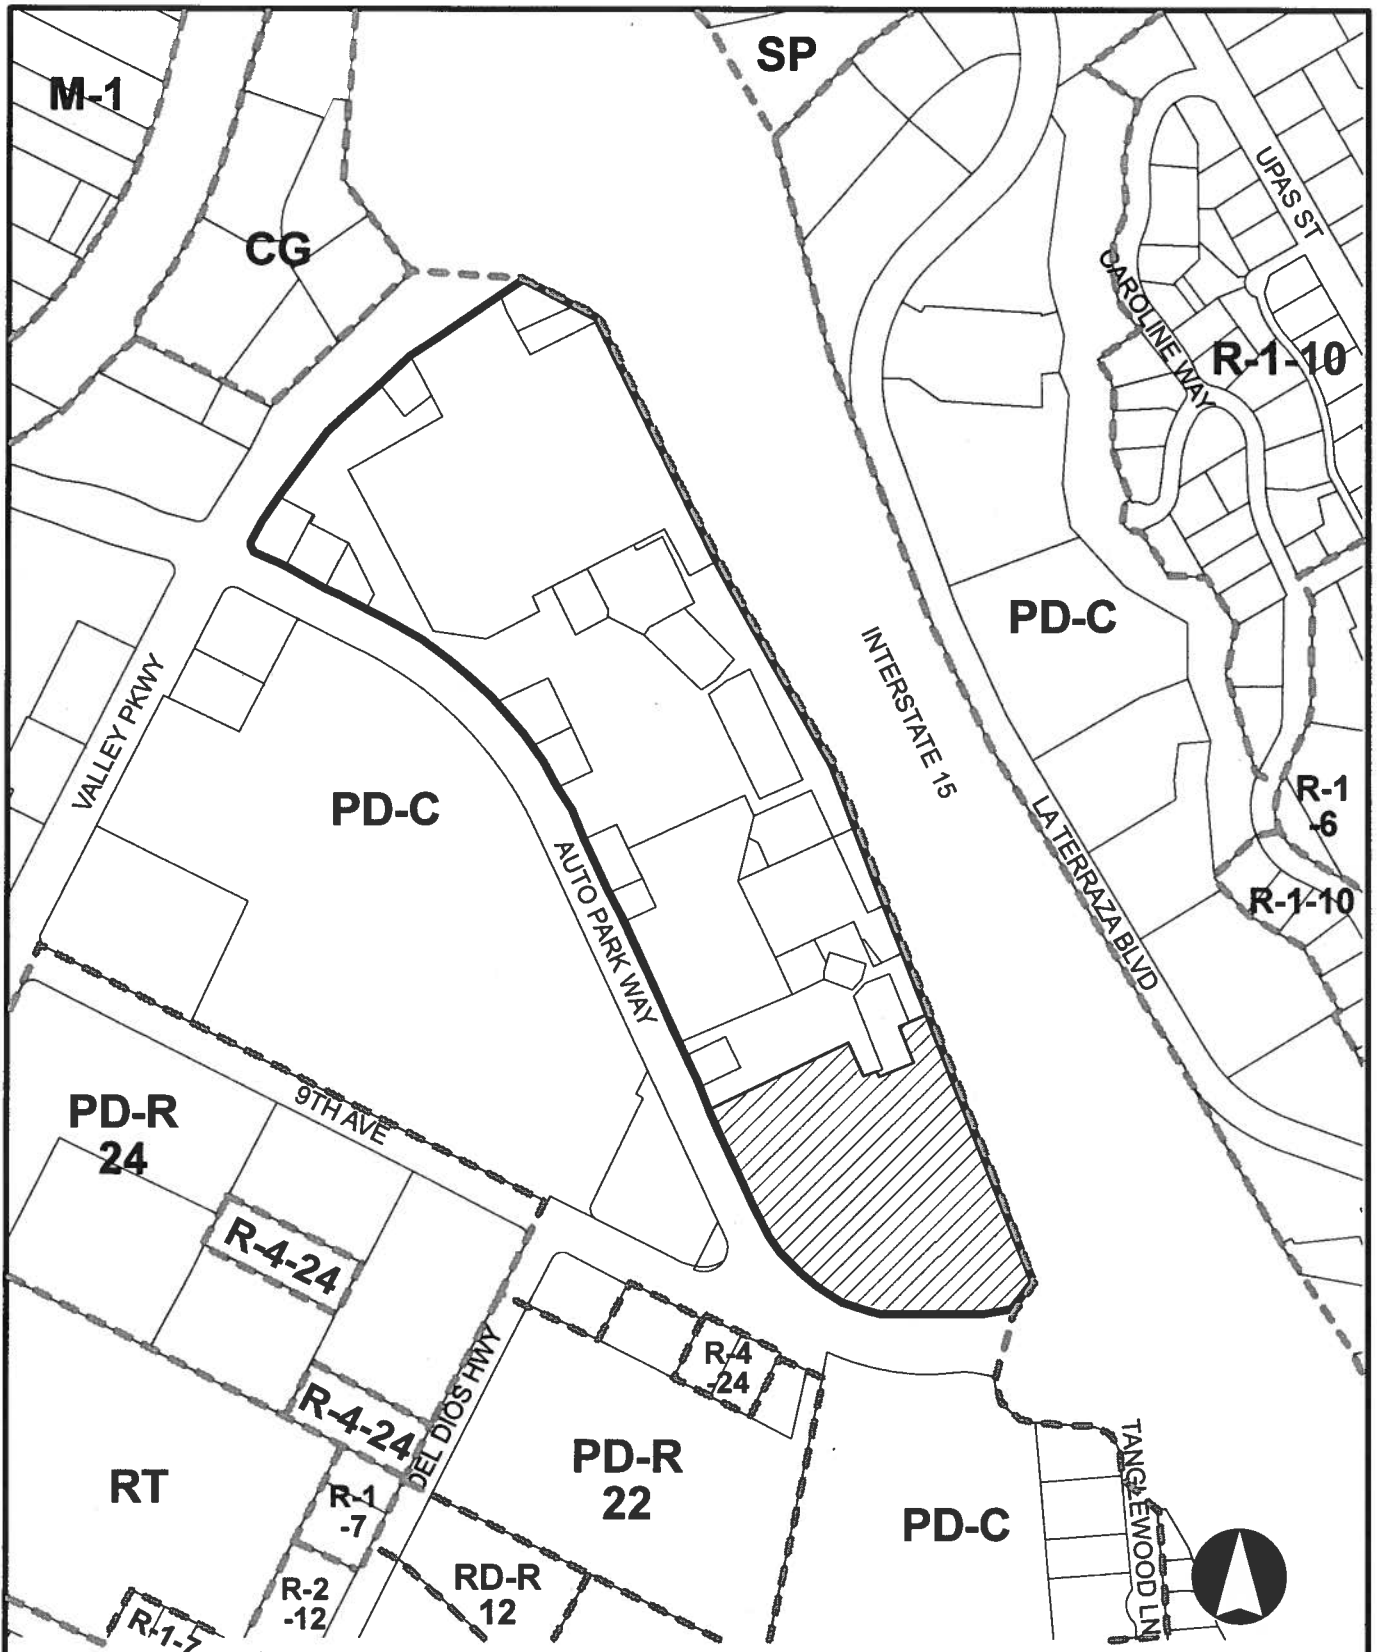 SP
M-1
UPAS ST
CG
CAROLINE WAY
R-1-10
PD-C
INTERSTATE 15
VALLEY PKWY
PD-C
R-1
-6
LA TERRAZA BLVD
AUTO PARK WAY
R-1-10
9TH AVE
PD-R
24
R-4-24
R-4
-24
DEL DIOS HWY
R-4-24
PD-R
22
RT
R-1
-7
PD-C
TANGLEWOOD LN
R-2
-12
RD-R
12
R-1-7